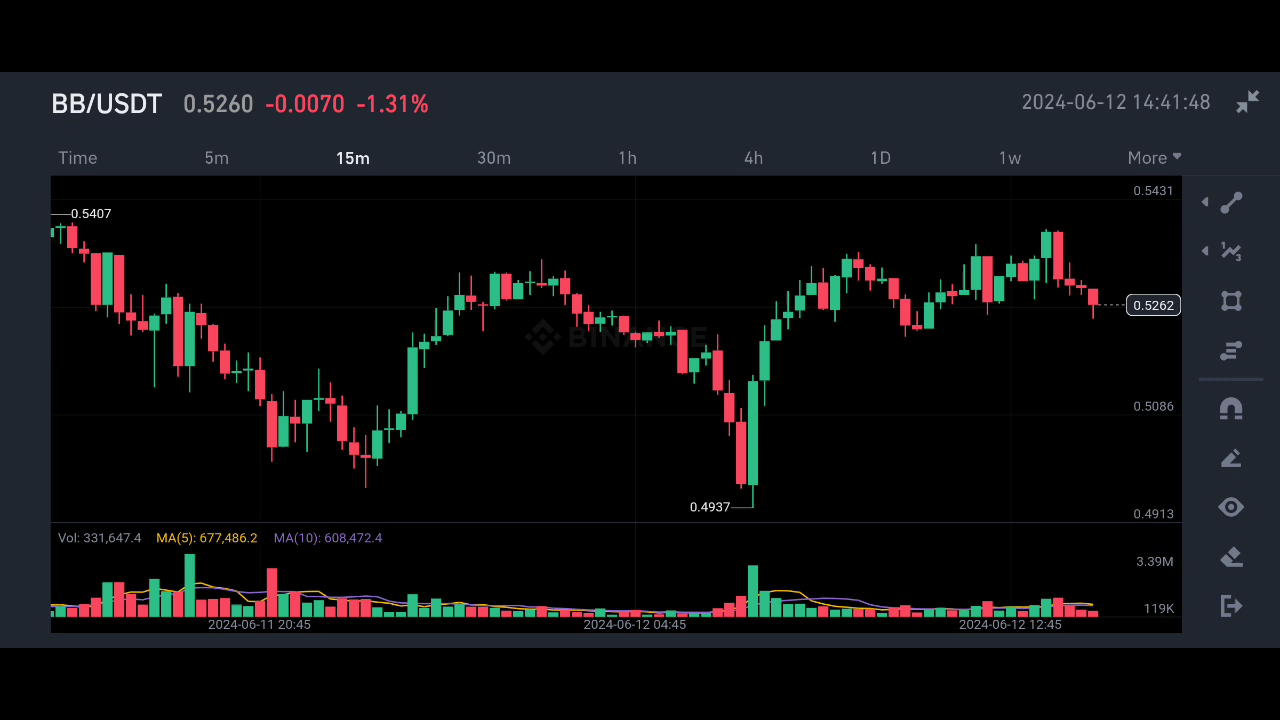 BB/USDT 0.5260 -0.0070 -1.31% 2024-06-12 14:41:48
Time 5m 15m 30m 1h 4h 1D 1w More
0.5431
0.5407
0.5262
BINANCE
0.5086
0.4937
0.4913
Vol: 331,647.4 MA(5): 677,486.2 MA(10): 608,472.4
3.39M
119K
2024-06-11 20:45 2024-06-12 04:45 2024-06-12 12:45